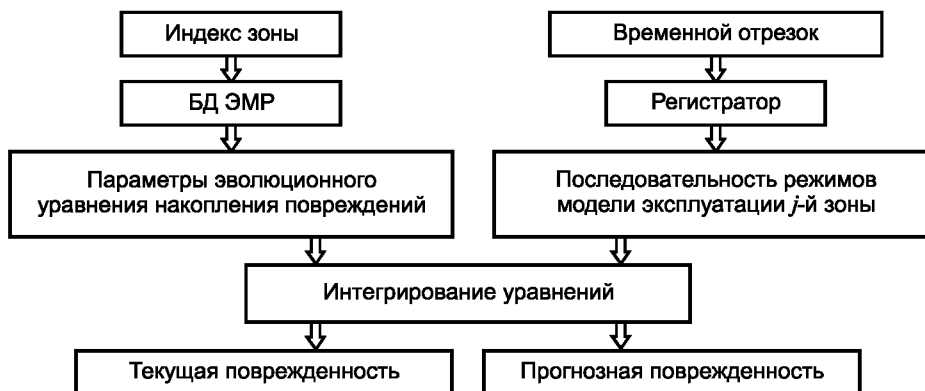 Индекс зоны
Временной отрезок
БД ЭМР
Регистратор
Параметры эволюционного
уравнения накопления повреждений
Последовательность режимов
модели эксплуатации j-й зоны
Интегрирование уравнений
Текущая поврежденность
Прогнозная поврежденность